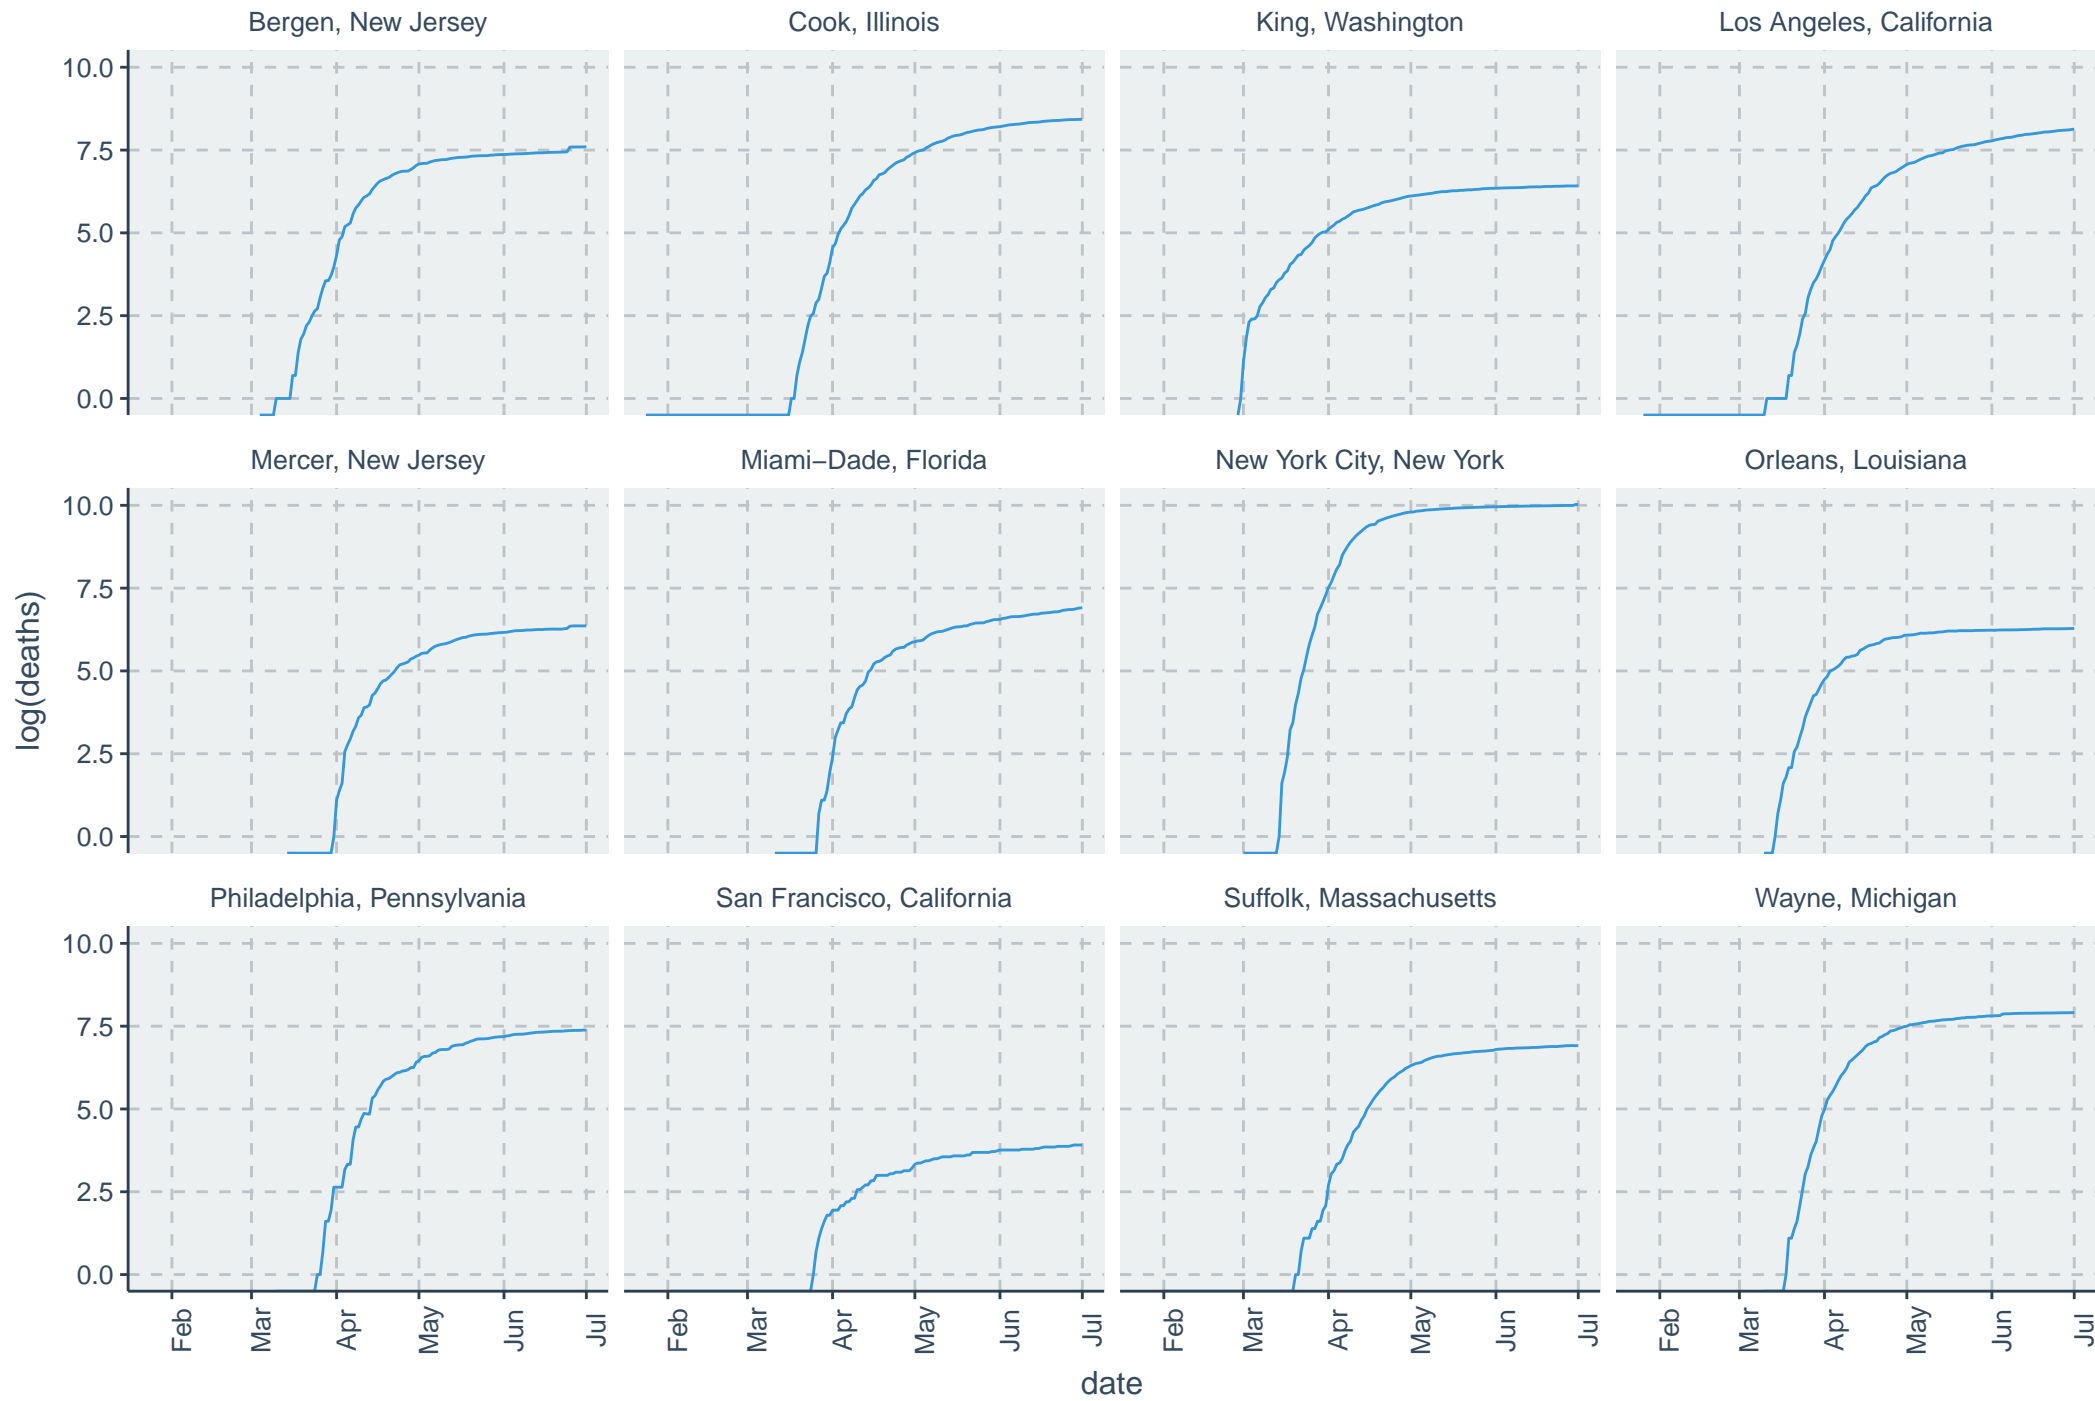 Bergen, New Jersey
Cook, Illinois
King, Washington
Los Angeles, California
10.0
7.5
5.0
2.5
0.0
Mercer, New Jersey
Miami−Dade, Florida
New York City, New York
Orleans, Louisiana
10.0
7.5
5.0
2.5
0.0
log(deaths)
Philadelphia, Pennsylvania
San Francisco, California
Suffolk, Massachusetts
Wayne, Michigan
10.0
7.5
5.0
2.5
0.0
Feb
Mar
Apr
May
Jun
Jul
Feb
Mar
Apr
May
Jun
Jul
Feb
Mar
Apr
May
Jun
Jul
Feb
Mar
Apr
May
Jun
Jul
date